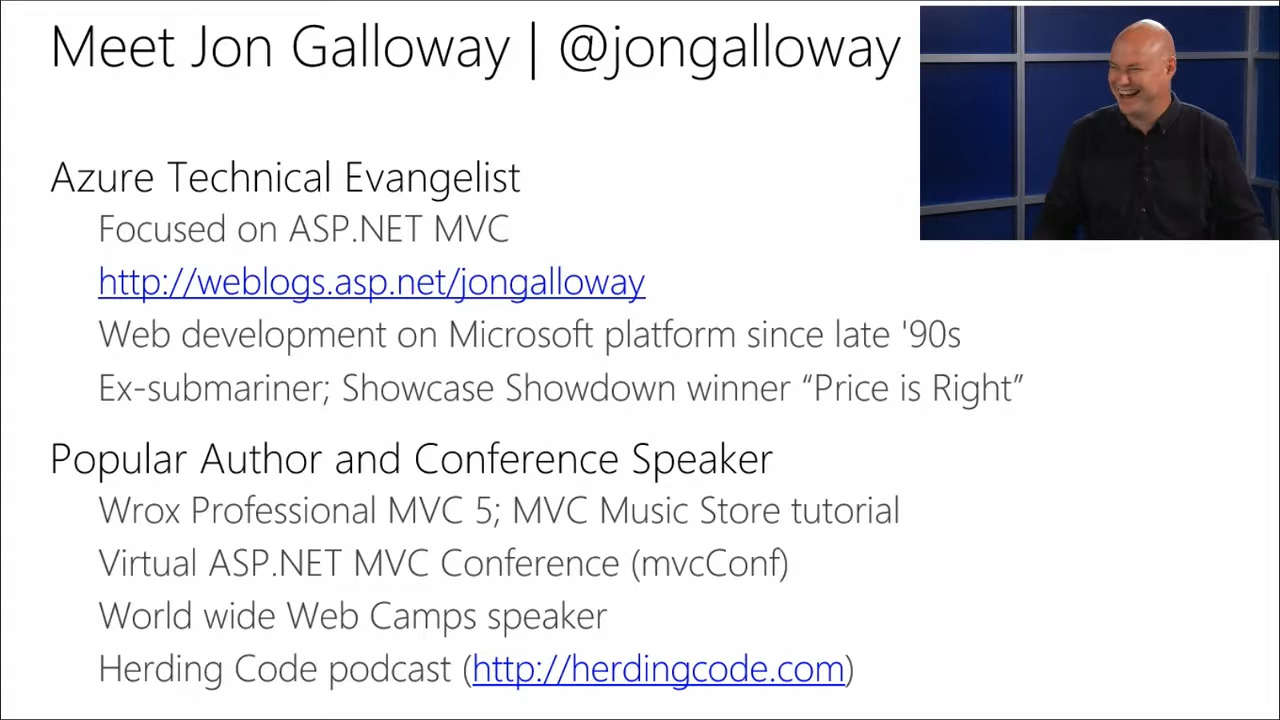 Meet Jon Galloway | @jongalloway
Azure Technical Evangelist
Focused on ASP.NET MVC
http://weblogs.asp.net/jongalloway
Web development on Microsoft platform since late '90s
Ex-submariner; Showcase Showdown winner “Price is Right”
Popular Author and Conference Speaker
Wrox Professional MVC 5; MVC Music Store tutorial
Virtual ASP.NET MVC Conference (mvcConf)
World wide Web Camps speaker
Herding Code podcast (http://herdingcode.com)